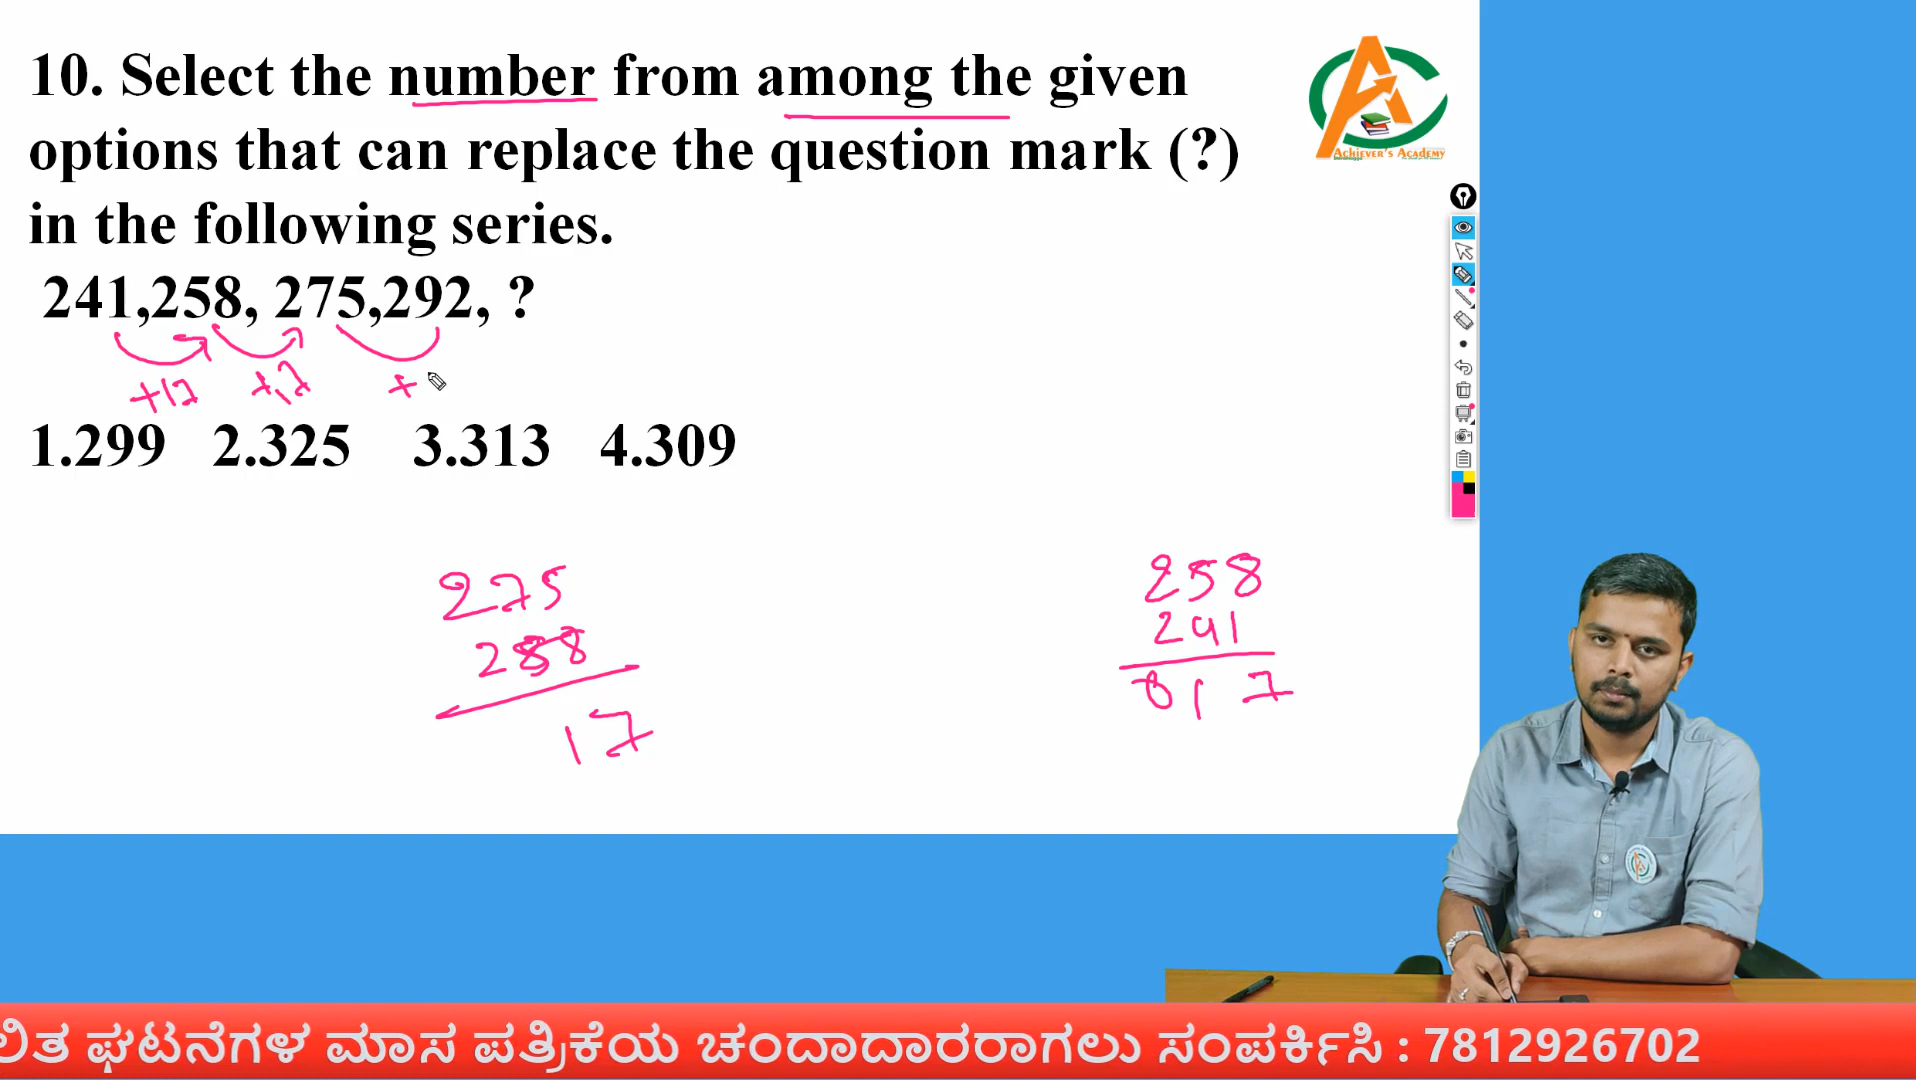 10. Select the number from among the given
options that can replace the question mark (?)
in the following series.
241,258, 275,292, ?
+17 +17 +
1.299 2.325 3.313 4.309
275
258
17
258
241
017
ACHIEVER'S ACADEMY
ಲಿತ ಘಟನೆಗಳ ಮಾಸ ಪತ್ರಿಕೆಯ ಚಂದಾದಾರರಾಗಲು ಸಂಪರ್ಕಿಸಿ : 7812926702